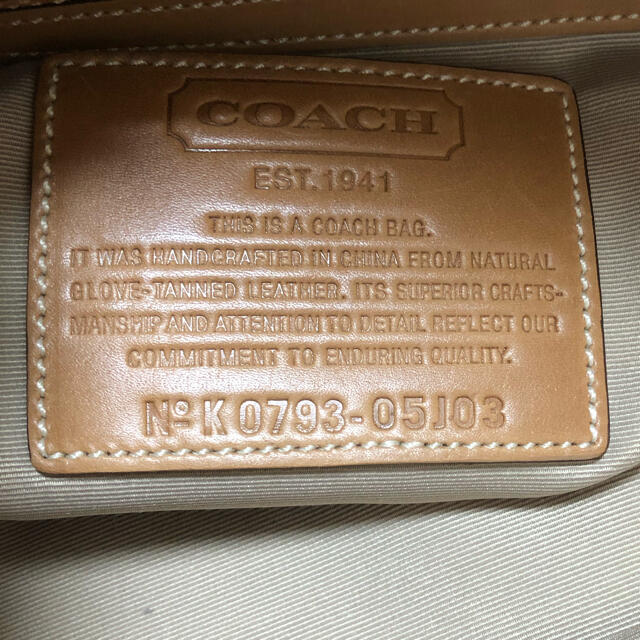 COACH
EST. 1941
THIS IS A COACH BAG.
IT WAS HANDCRAFTED IN CHINA FROM NATURAL
GLOVE-TANNED LEATHER. ITS SUPERIOR CRAFTS-
MANSHIP AND ATTENTION TO DETAIL REFLECT OUR
COMMITMENT TO ENDURING QUALITY.
Nº K0793-05J03